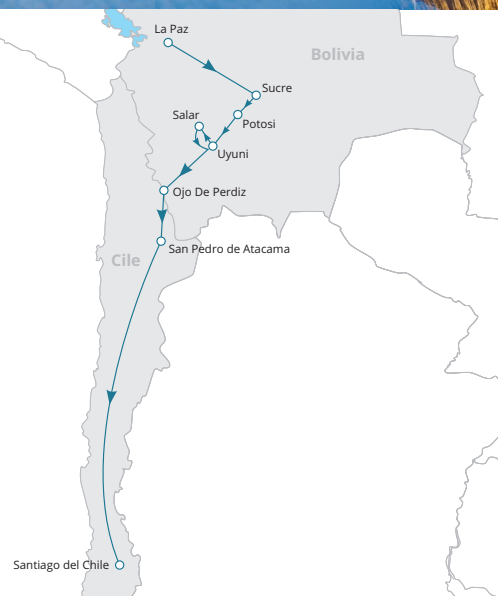 La Paz
Bolivia
Sucre
Salar
Potosi
Uyuni
Ojo De Perdiz
San Pedro de Atacama
Cile
Santiago del Chile